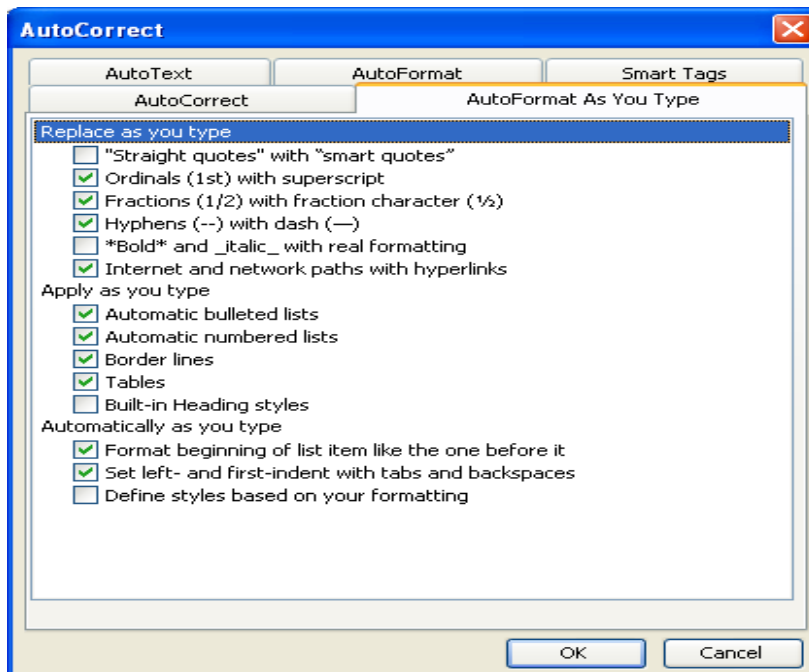 AutoCorrect
AutoText AutoFormat Smart Tags
AutoCorrect AutoFormat As You Type
Replace as you type
"Straight quotes" with “smart quotes”
Ordinals (1st) with superscript
Fractions (1/2) with fraction character (½)
Hyphens (--) with dash (—)
*Bold* and _italic_ with real formatting
Internet and network paths with hyperlinks
Apply as you type
Automatic bulleted lists
Automatic numbered lists
Border lines
Tables
Built-in Heading styles
Automatically as you type
Format beginning of list item like the one before it
Set left- and first-indent with tabs and backspaces
Define styles based on your formatting
OK Cancel